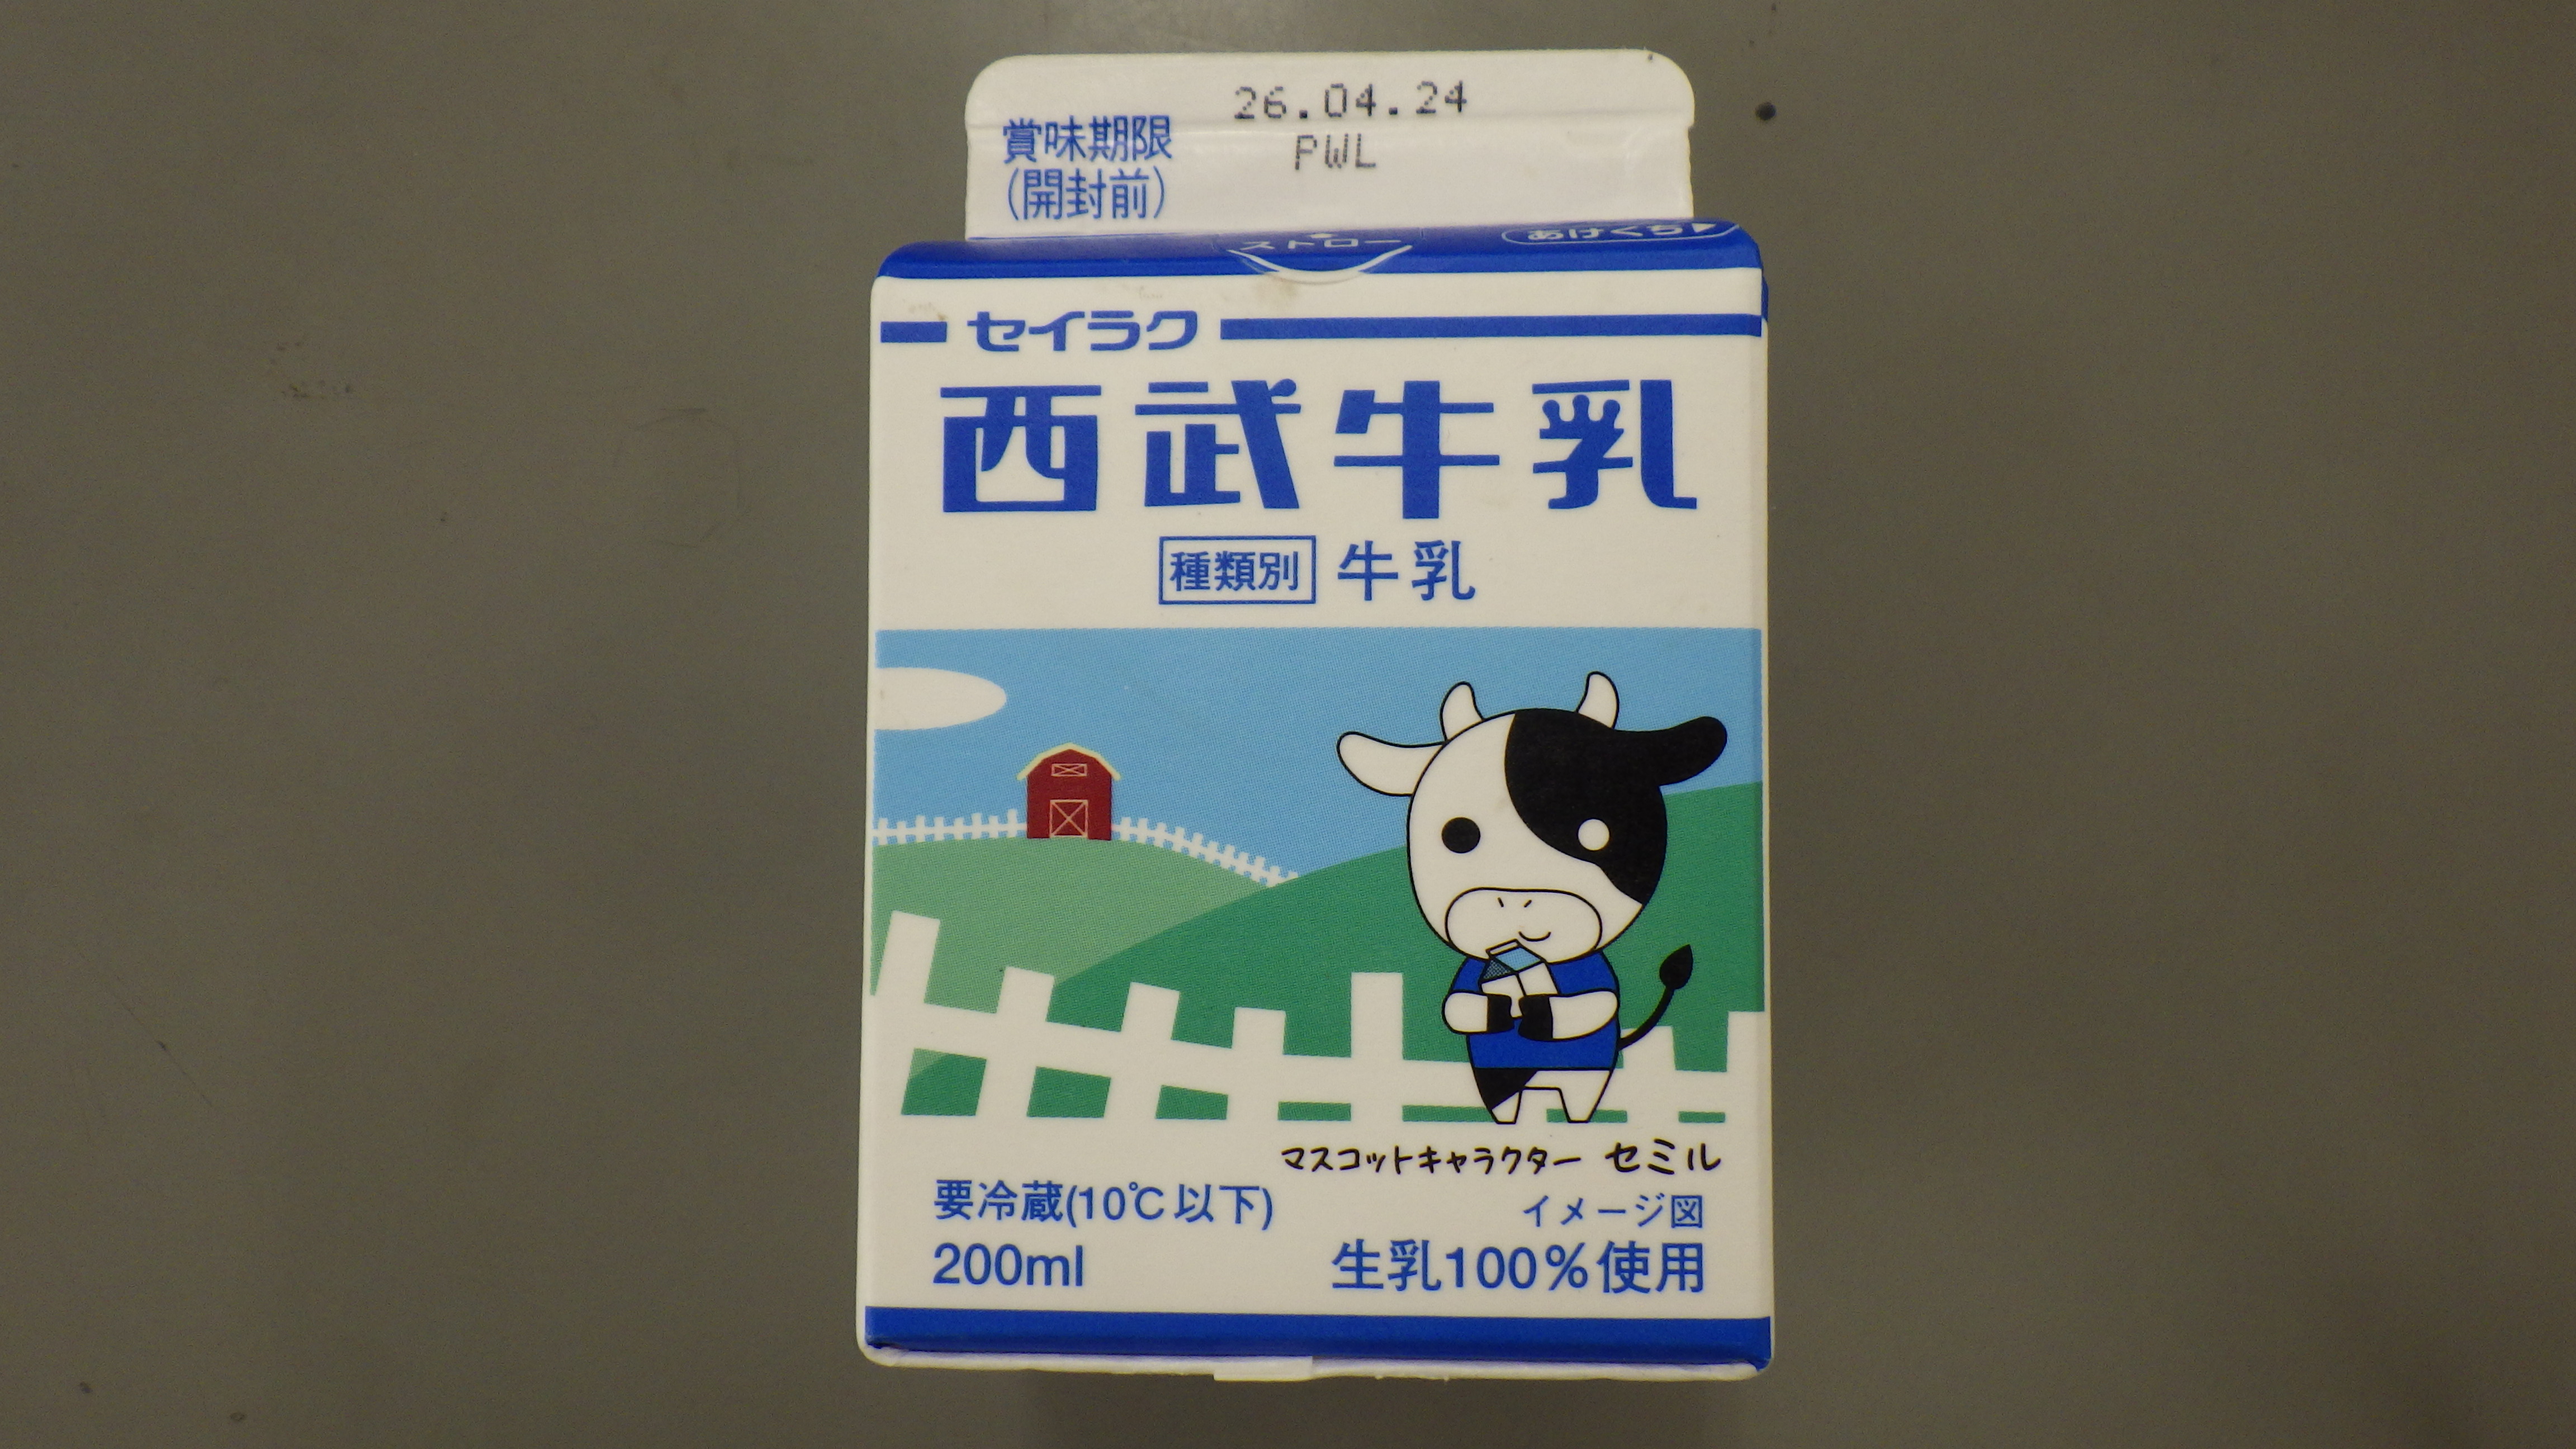 26.04.24
PWL
賞味期限
(開封前)
ストロー
あけくち
セイラク
西武牛乳
種類別 牛乳
マスコットキャラクター セミル
要冷蔵(10℃以下)
イメージ図
200ml
生乳100%使用